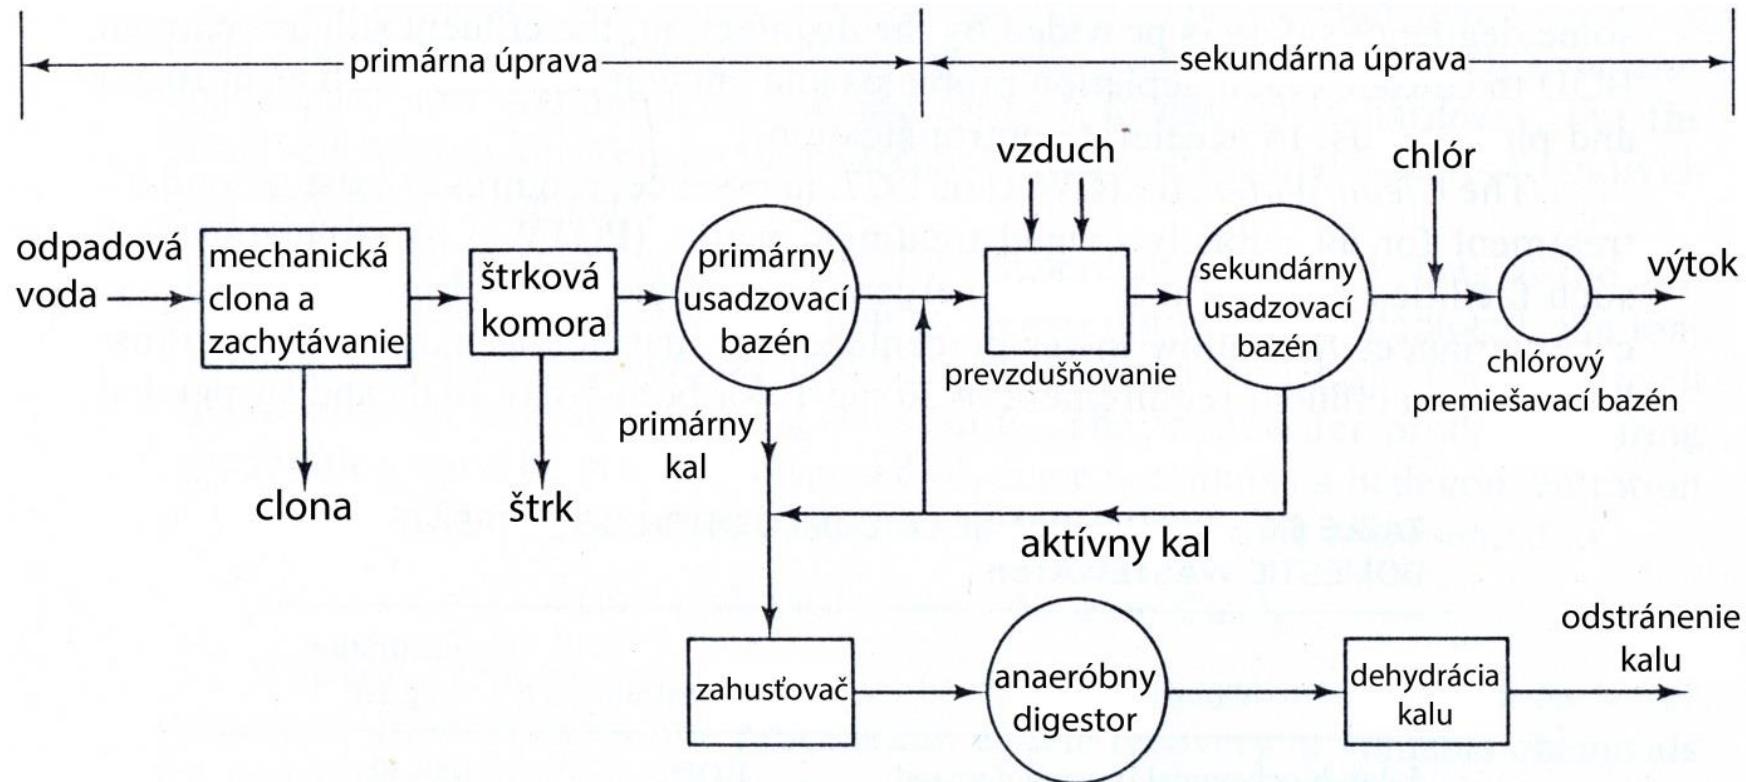 primárna úprava
sekundárna úprava
vzduch
chlór
odpadová
voda
mechanická
clona a
zachytávanie
štrková
komora
primárny
usadzovací
bazén
prevzdušňovanie
sekundárny
usadzovací
bazén
výtok
chlórový
premiešavací bazén
primárny
kal
clona
štrk
aktívny kal
zahusťovač
anaeróbny
digestor
dehydrácia
kalu
odstránenie
kalu